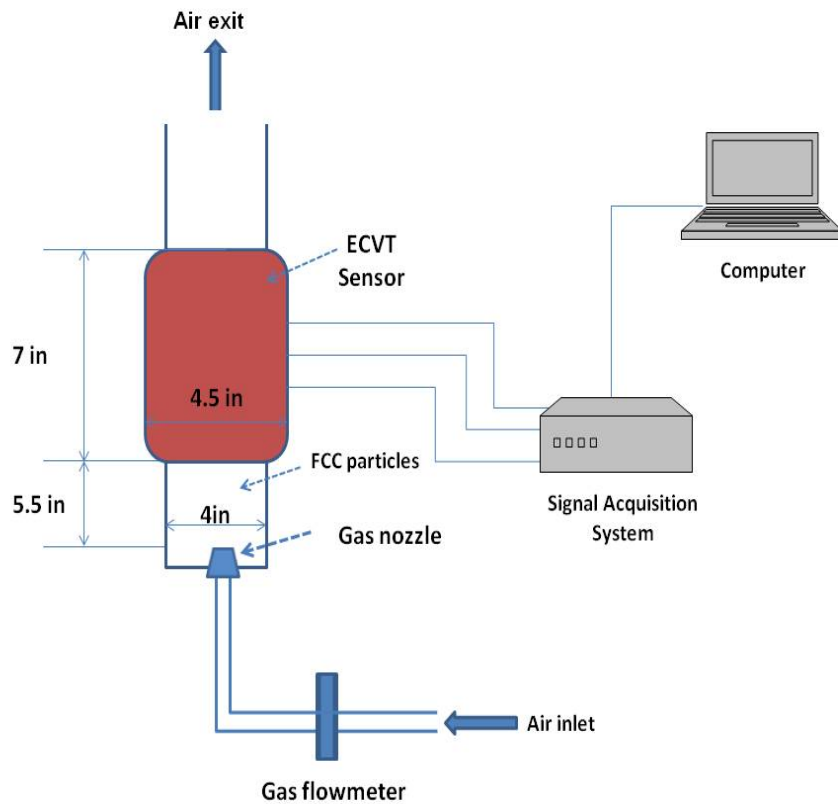 Air exit
ECVT
Sensor
Computer
7 in
4.5 in
FCC particles
5.5 in
4in
Signal Acquisition
System
Gas nozzle
Air inlet
Gas flowmeter